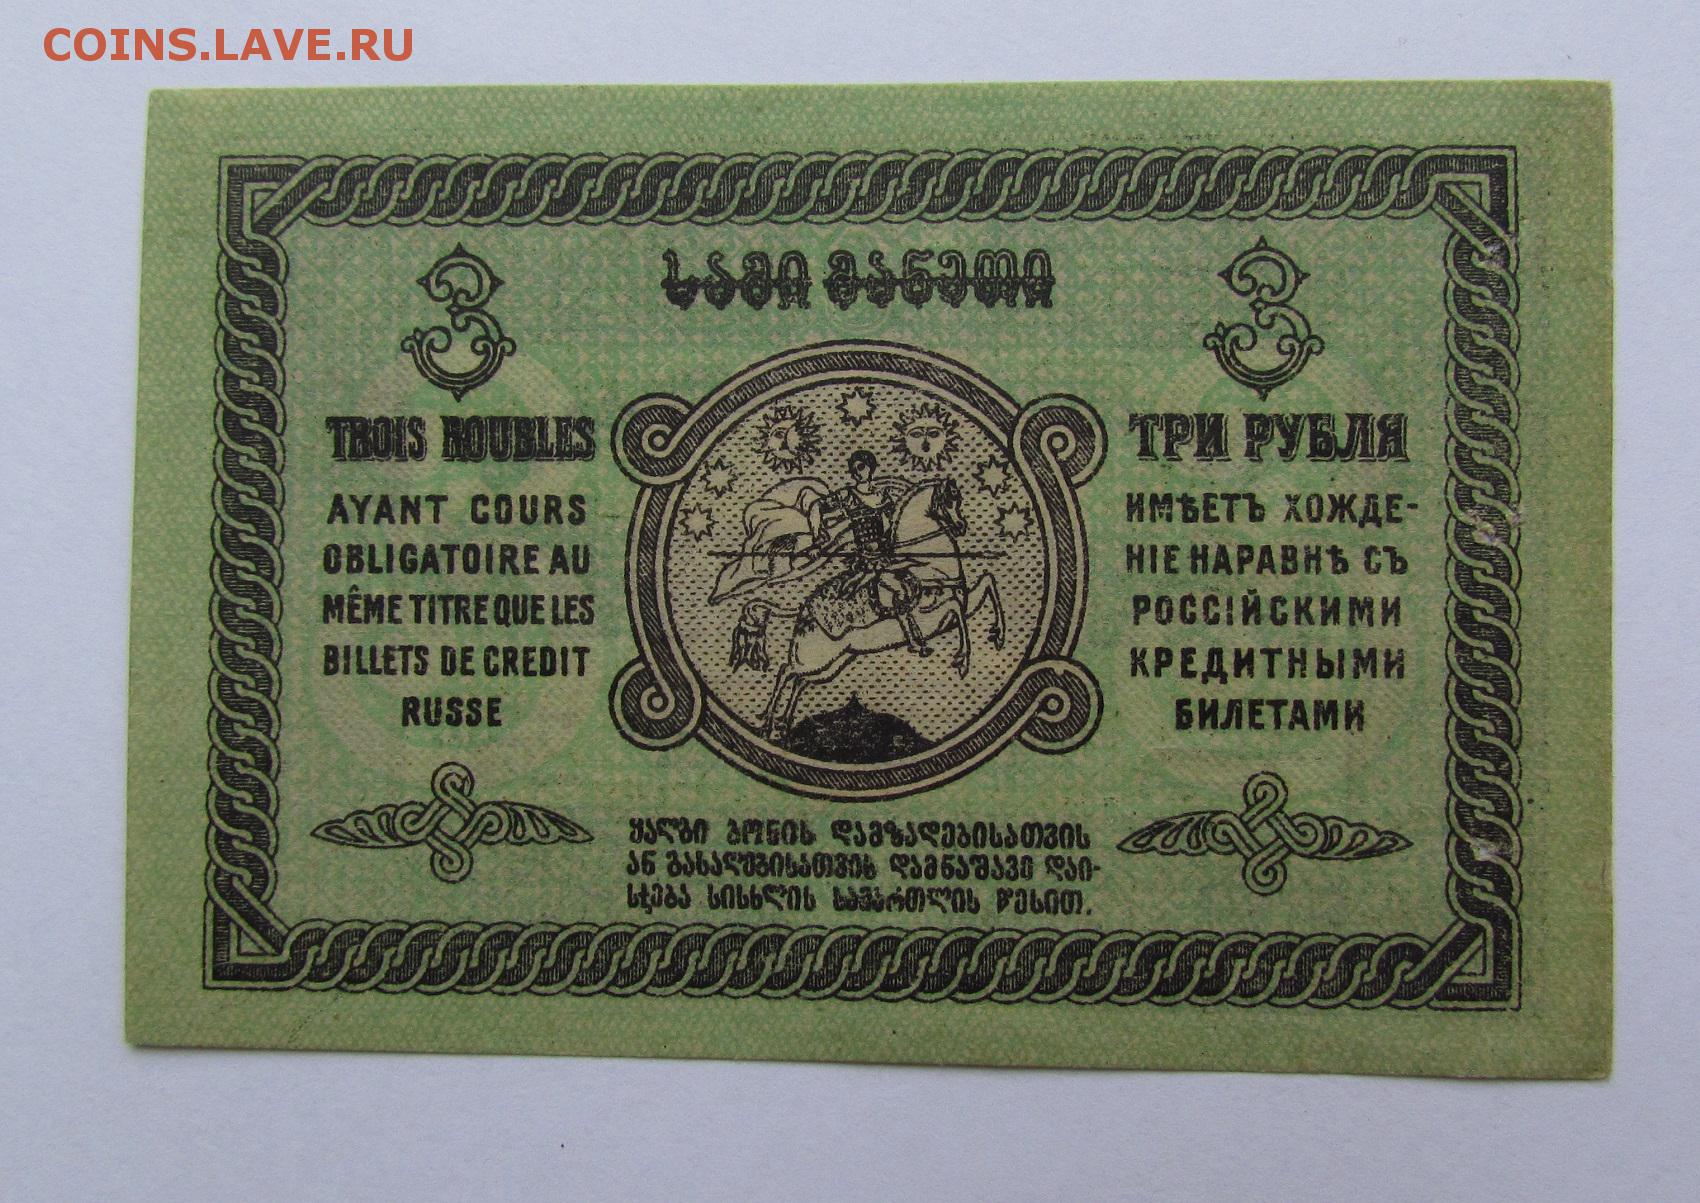 COINS.LAVE.RU
3
3
სამი მანეთი
TROIS ROUBLES
AYANT COURS
OBLIGATOIRE AU
MÊME TITRE QUE LES
BILLETS DE CREDIT
RUSSE
ТРИ РУБЛЯ
ИМѢЕТЪ ХОЖДЕ-
НІЕ НАРАВНѢ СЪ
РОССІЙСКИМИ
КРЕДИТНЫМИ
БИЛЕТАМИ
ყალბი ბონის დამზადებისათვის
ან გასაღებისათვის დამნაშავე დაი-
სჯება სისხლის სამართლის წესით.